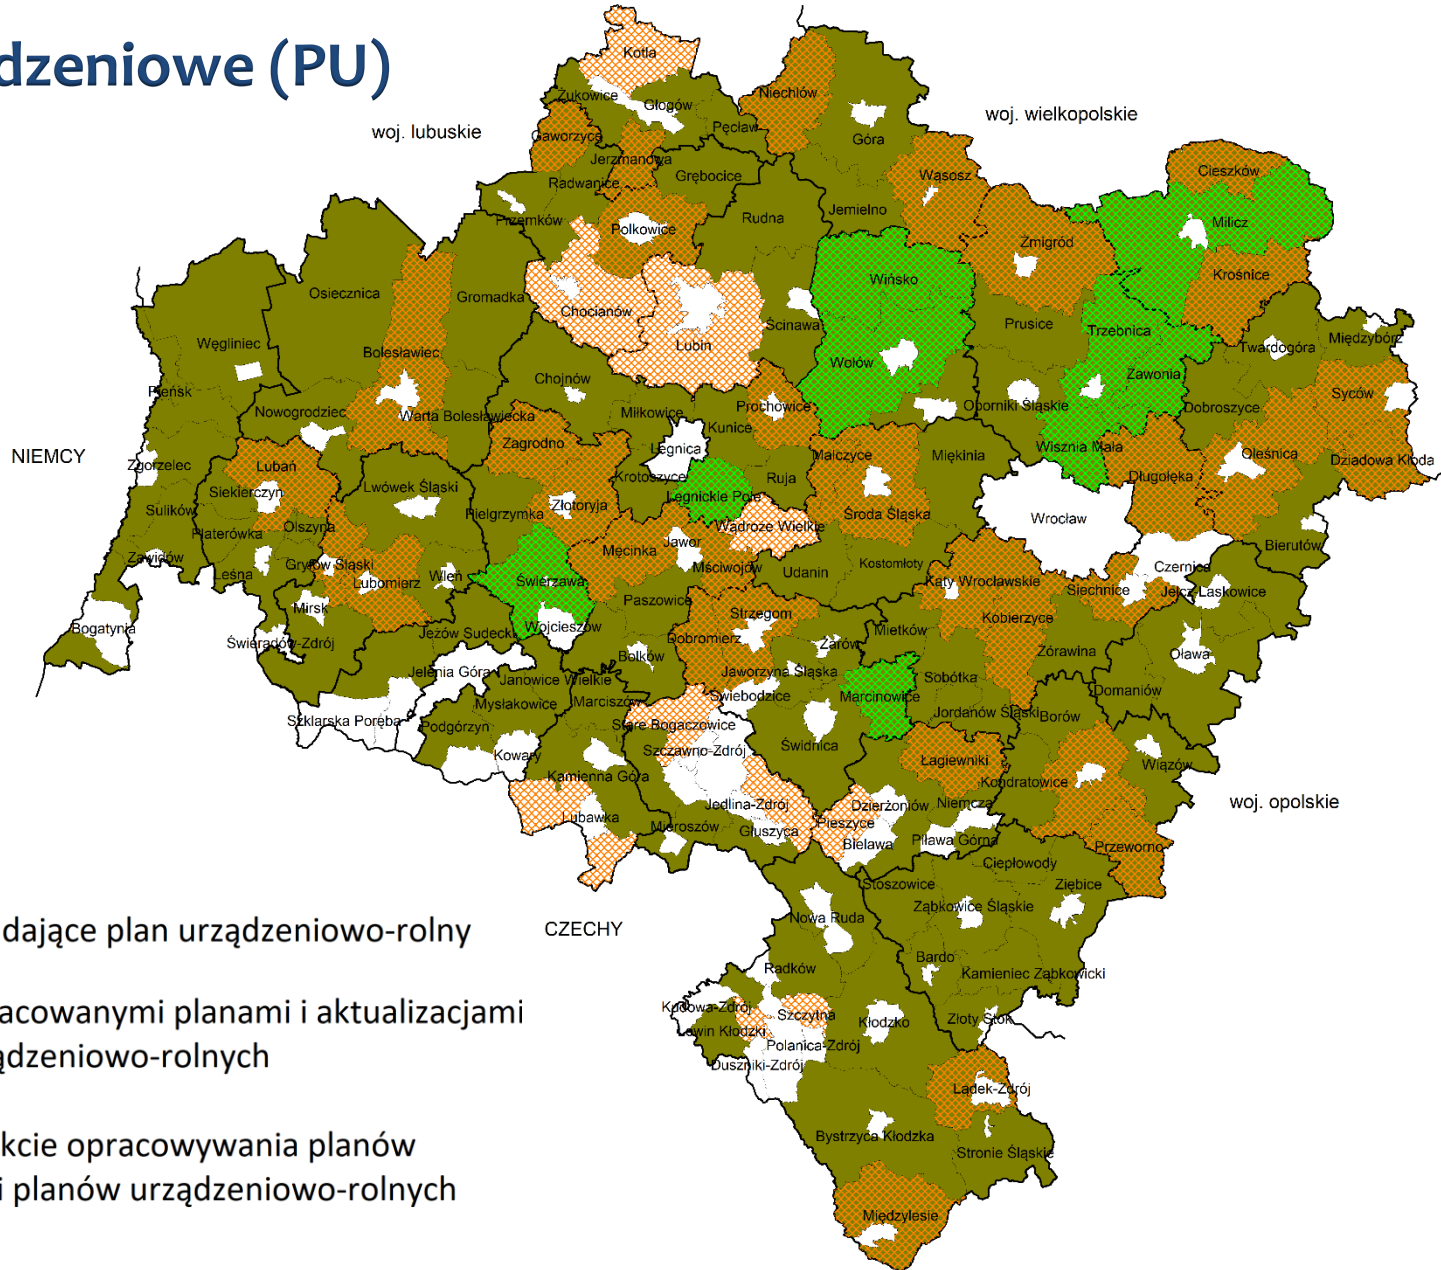 dzeniowe (PU)
woj. lubuskie
woj. wielkopolskie
NIEMCY
woj. opolskie
CZECHY
Kotla
Żukowice
Głogów
Pęcław
Niechlów
Góra
Gaworzyce
Jerzmanowa
Radwanice
Grębocice
Wąsosz
Cieszków
Przemków
Polkowice
Rudna
Jemielno
Żmigród
Milicz
Krośnice
Osiecznica
Gromadka
Chocianów
Lubin
Ścinawa
Wińsko
Prusice
Trzebnica
Twardogóra
Międzybórz
Węgliniec
Bolesławiec
Wołów
Zawonia
Pieńsk
Chojnów
Syców
Nowogrodziec
Warta Bolesławiecka
Miłkowice
Prochowice
Oborniki Śląskie
Dobroszyce
Kunice
Zagrodno
Legnica
Malczyce
Miękinia
Wisznia Mała
Oleśnica
Dziadowa Kłoda
Zgorzelec
Lubań
Siekierczyn
Lwówek Śląski
Krotoszyce
Ruja
Długołęka
Legnickie Pole
Sulików
Pielgrzymka
Złotoryja
Środa Śląska
Wrocław
Platerówka
Olszyna
Wądroże Wielkie
Bierutów
Zawidów
Leśna
Gryfów Śląski
Lubomierz
Wleń
Męcinka
Jawor
Mściwojów
Udanin
Kostomłoty
Czernica
Świerzawa
Kąty Wrocławskie
Siechnice
Jelcz-Laskowice
Mirsk
Paszowice
Strzegom
Kobierzyce
Bogatynia
Świeradów-Zdrój
Jeżów Sudecki
Wojcieszów
Dobromierz
Mietków
Żarów
Żórawina
Oława
Bolków
Jelenia Góra
Janowice Wielkie
Jaworzyna Śląska
Sobótka
Domaniów
Mysłakowice
Marciszów
Świebodzice
Marcinowice
Jordanów Śląski
Borów
Szklarska Poręba
Podgórzyn
Stare Bogaczowice
Szczawno-Zdrój
Świdnica
Kowary
Łagiewniki
Wiązów
Kamienna Góra
Kondratowice
Jedlina-Zdrój
Dzierżoniów
Niemcza
Lubawka
Mieroszów
Głuszyca
Pieszyce
Bielawa
Piława Górna
Przeworno
Ciepłowody
Stoszowice
Ziębice
Ząbkowice Śląskie
Nowa Ruda
Bardo
Radków
Kamieniec Ząbkowicki
Kudowa-Zdrój
Lewin Kłodzki
Szczytna
Kłodzko
Złoty Stok
Polanica-Zdrój
Duszniki-Zdrój
Lądek-Zdrój
Bystrzyca Kłodzka
Stronie Śląskie
Międzylesie
dające plan urządzeniowo-rolny
acowanymi planami i aktualizacjami
ądzeniowo-rolnych
kcie opracowywania planów
i planów urządzeniowo-rolnych